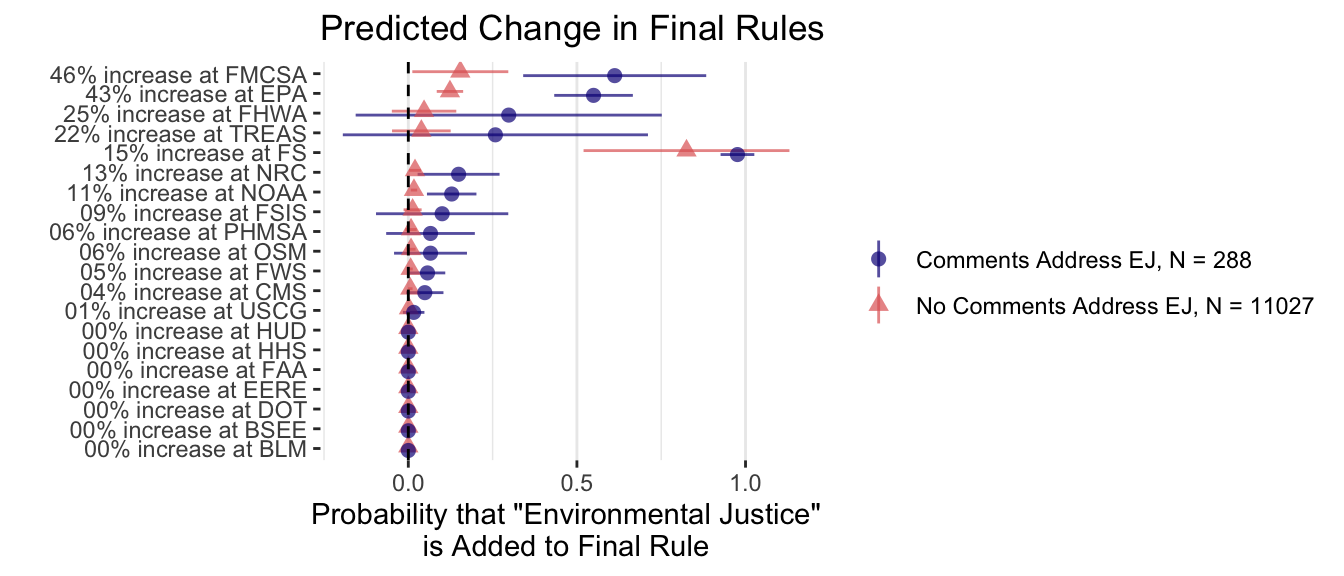 Predicted Change in Final Rules
46% increase at FMCSA
43% increase at EPA
25% increase at FHWA
22% increase at TREAS
15% increase at FS
13% increase at NRC
11% increase at NOAA
09% increase at FSIS
06% increase at PHMSA
06% increase at OSM
05% increase at FWS
04% increase at CMS
01% increase at USCG
00% increase at HUD
00% increase at HHS
00% increase at FAA
00% increase at EERE
00% increase at DOT
00% increase at BSEE
00% increase at BLM
0.0 0.5 1.0
Probability that "Environmental Justice"
is Added to Final Rule
Comments Address EJ, N = 288
No Comments Address EJ, N = 11027